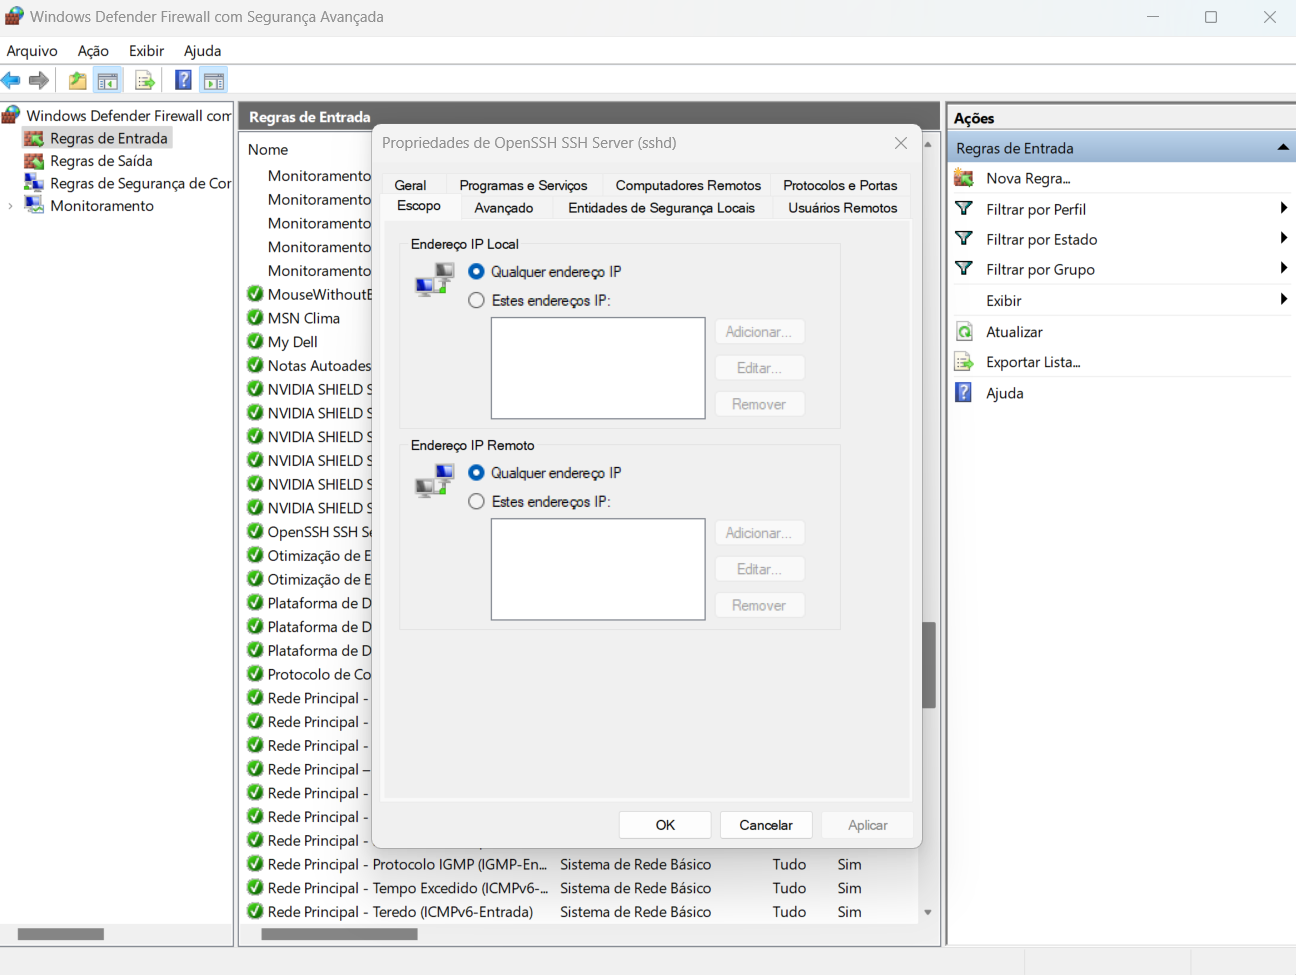 Windows Defender Firewall com Segurança Avançada
Arquivo Ação Exibir Ajuda
Windows Defender Firewall com
Regras de Entrada
Regras de Saída
Regras de Segurança de Cor
Monitoramento
Regras de Entrada
Nome
Monitoramento
Monitoramento
Monitoramento
Monitoramento
Monitoramento
MouseWithoutB
MSN Clima
My Dell
Notas Autoades
NVIDIA SHIELD S
NVIDIA SHIELD S
NVIDIA SHIELD S
NVIDIA SHIELD S
NVIDIA SHIELD S
NVIDIA SHIELD S
OpenSSH SSH Se
Otimização de E
Otimização de E
Plataforma de D
Plataforma de D
Plataforma de D
Protocolo de Co
Rede Principal -
Rede Principal -
Rede Principal -
Rede Principal –
Rede Principal -
Rede Principal -
Rede Principal -
Rede Principal - Protocolo IGMP (IGMP-En... Sistema de Rede Básico Tudo Sim
Rede Principal - Tempo Excedido (ICMPv6-... Sistema de Rede Básico Tudo Sim
Rede Principal - Teredo (ICMPv6-Entrada) Sistema de Rede Básico Tudo Sim
Propriedades de OpenSSH SSH Server (sshd)
Geral Programas e Serviços Computadores Remotos Protocolos e Portas
Escopo Avançado Entidades de Segurança Locais Usuários Remotos
Endereço IP Local
Qualquer endereço IP
Estes endereços IP:
Adicionar...
Editar...
Remover
Endereço IP Remoto
Qualquer endereço IP
Estes endereços IP:
Adicionar...
Editar...
Remover
OK Cancelar Aplicar
Ações
Regras de Entrada
Nova Regra...
Filtrar por Perfil
Filtrar por Estado
Filtrar por Grupo
Exibir
Atualizar
Exportar Lista...
Ajuda